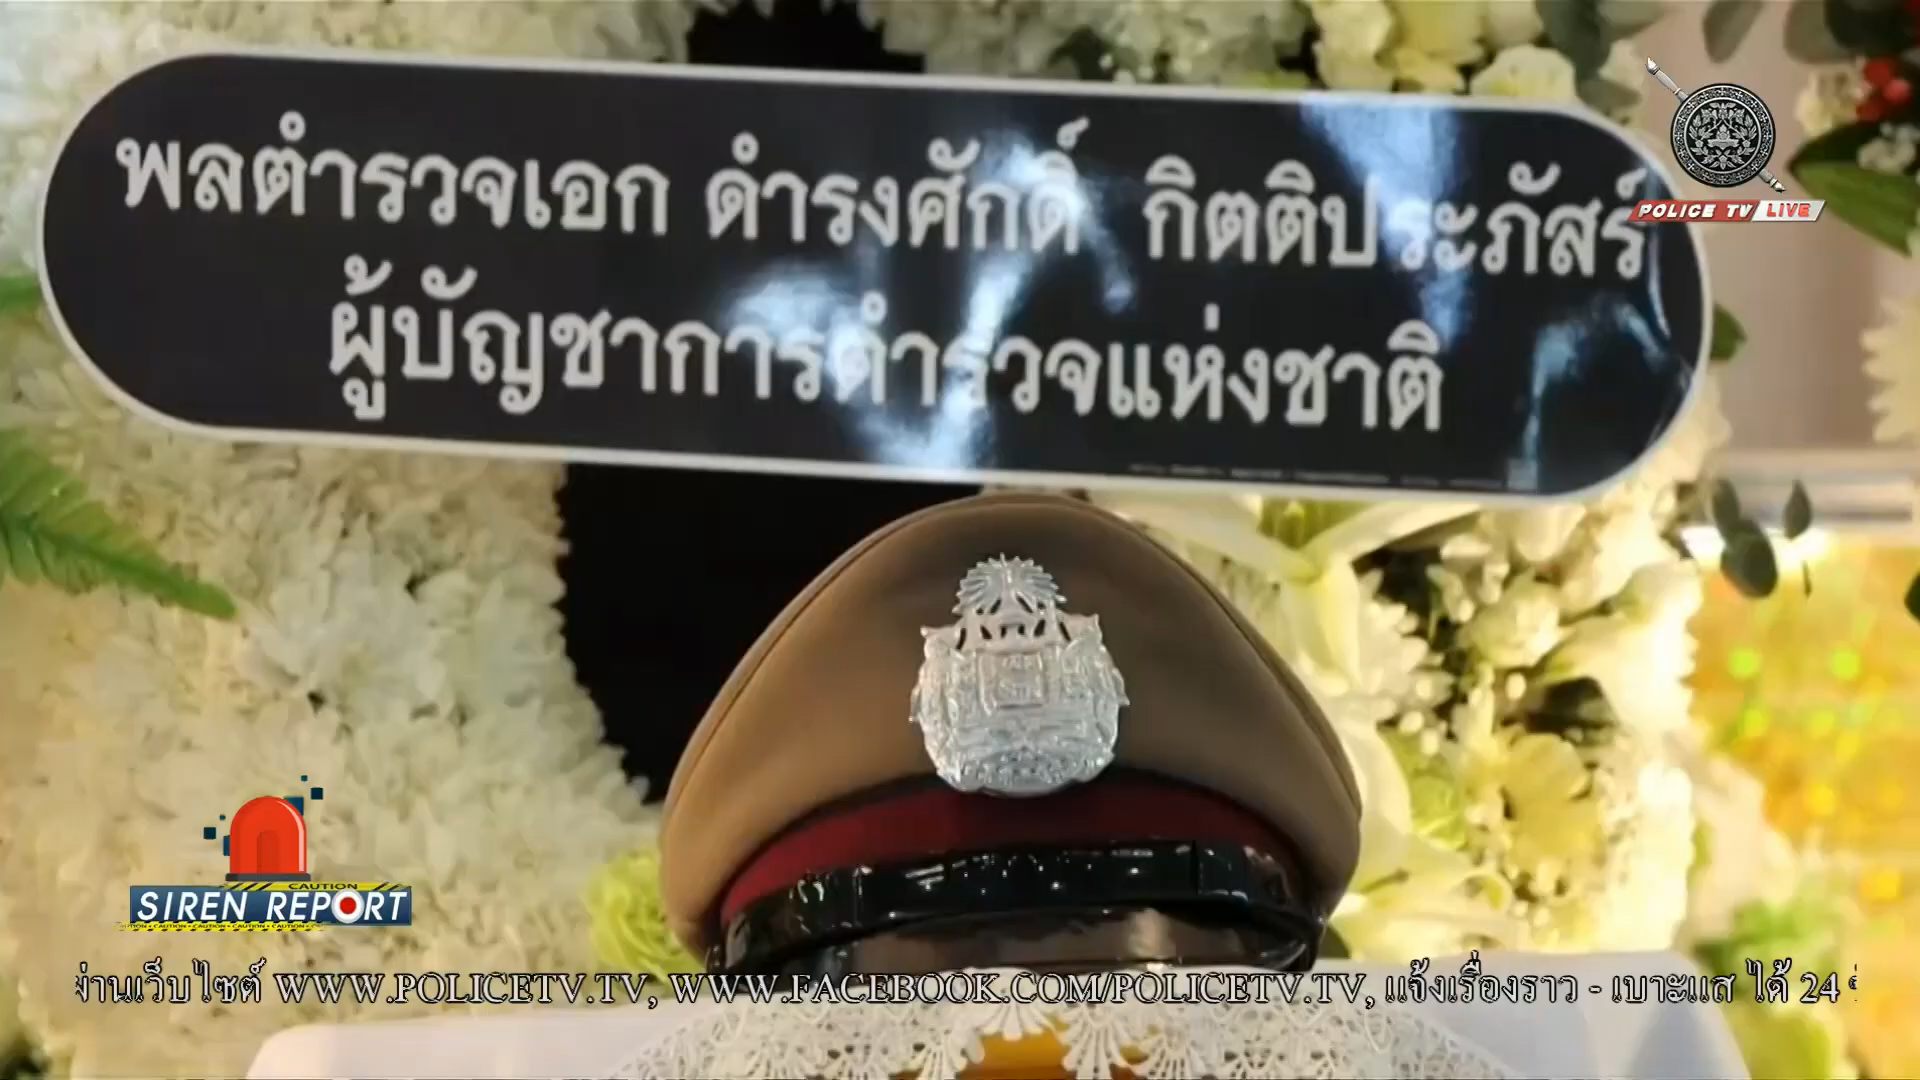 พลตำรวจเอก ดำรงศักดิ์ กิตติประภัสร์
ผู้บัญชาการตำรวจแห่งชาติ
POLICE TV LIVE
CAUTION
SIREN REPORT
ผ่านเว็บไซต์ WWW.POLICETV.TV, WWW.FACEBOOK.COM/POLICETV.TV, แจ้งเรื่องราว - เบาะแส ได้ 24